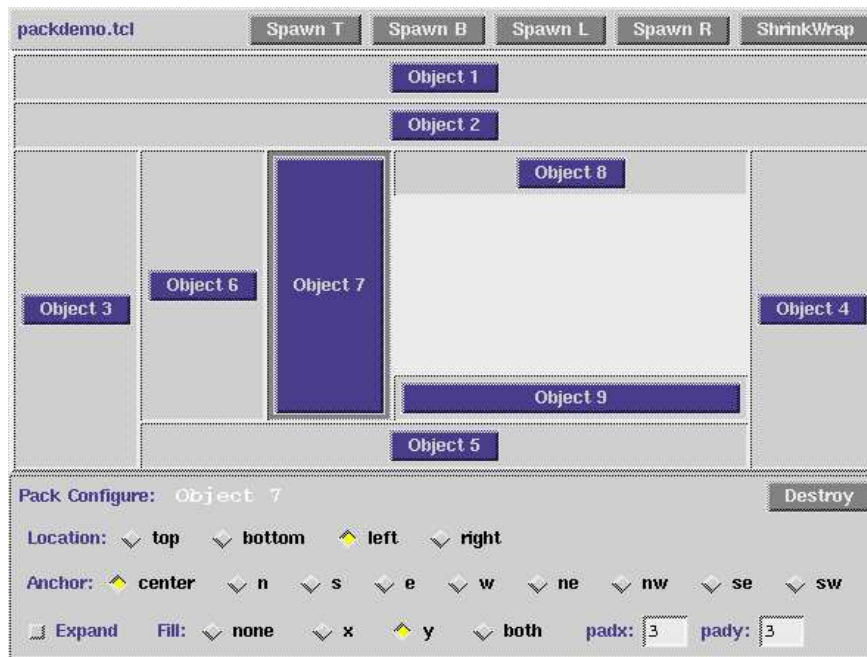 packdemo.tcl Spawn T Spawn B Spawn L Spawn R ShrinkWrap
Object 1
Object 2
Object 8
Object 6 Object 7
Object 3 Object 4
Object 9
Object 5
Pack Configure: Object 7 Destroy
Location: top bottom left right
Anchor: center n s e w ne nw se sw
Expand Fill: none x y both padx: 3 pady: 3